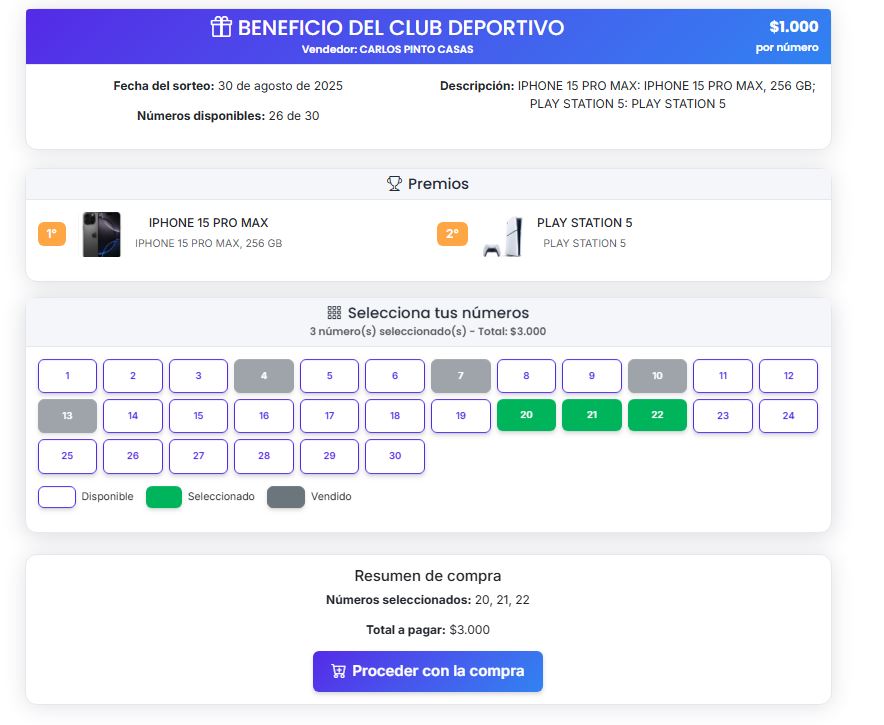 BENEFICIO DEL CLUB DEPORTIVO
Vendedor: CARLOS PINTO CASAS
$1.000
por número
Fecha del sorteo: 30 de agosto de 2025
Números disponibles: 26 de 30
Descripción: IPHONE 15 PRO MAX: IPHONE 15 PRO MAX, 256 GB;
PLAY STATION 5: PLAY STATION 5
Premios
1°
IPHONE 15 PRO MAX
IPHONE 15 PRO MAX, 256 GB
2°
PLAY STATION 5
PLAY STATION 5
Selecciona tus números
3 número(s) seleccionado(s) - Total: $3.000
1 2 3 4 5 6 7 8 9 10 11 12
13 14 15 16 17 18 19 20 21 22 23 24
25 26 27 28 29 30
Disponible Seleccionado Vendido
Resumen de compra
Números seleccionados: 20, 21, 22
Total a pagar: $3.000
Proceder con la compra